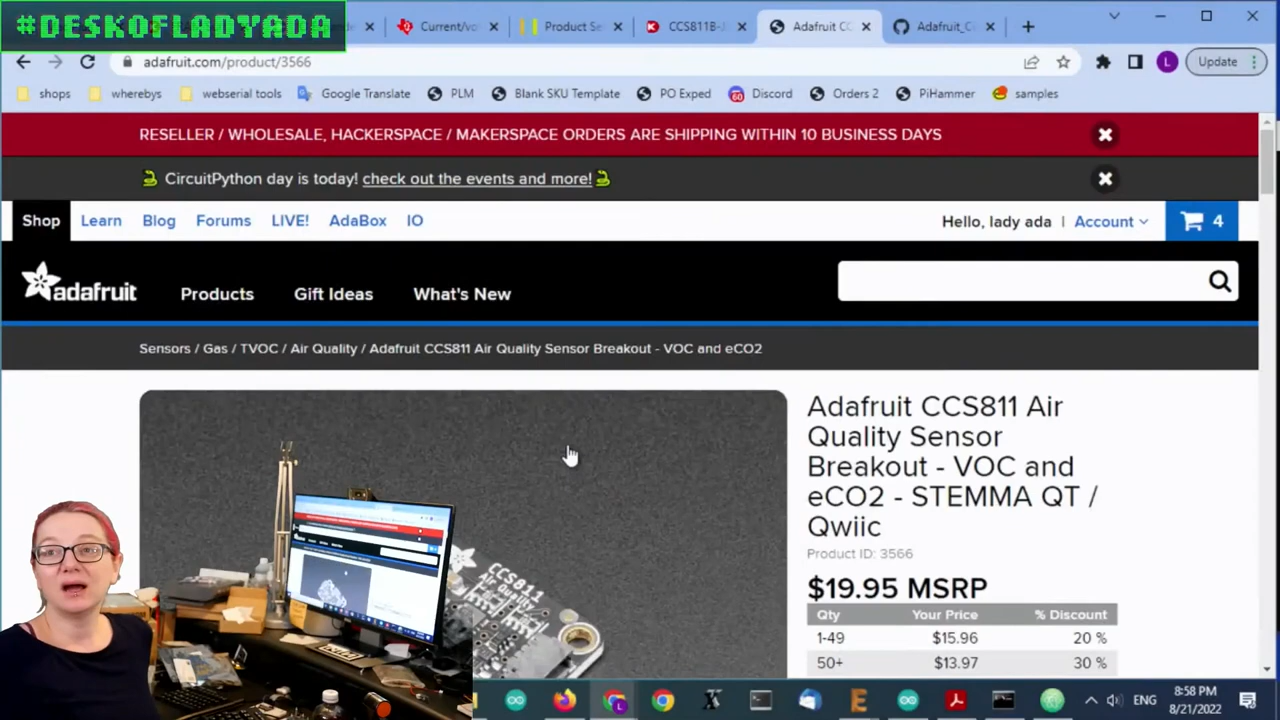 #DESKOFLADYADA
Current/vo
Product Se
CCS811B-J
Adafruit CC
Adafruit_C
adafruit.com/product/3566
L
Update
shops
whereby s
webserial tools
Google Translate
PLM
Blank SKU Template
PO Exped
60
Discord
Orders 2
PiHammer
samples
RESELLER / WHOLESALE, HACKERSPACE / MAKERSPACE ORDERS ARE SHIPPING WITHIN 10 BUSINESS DAYS
CircuitPython day is today! check out the events and more!
Shop
Learn
Blog
Forums
LIVE!
AdaBox
IO
Hello, lady ada | Account
4
adafruit
Products
Gift Ideas
What's New
Sensors / Gas / TVOC / Air Quality / Adafruit CCS811 Air Quality Sensor Breakout - VOC and eCO2
Adafruit CCS811 Air
Quality Sensor
Breakout - VOC and
eCO2 - STEMMA QT /
Qwiic
Product ID: 3566
$19.95 MSRP
Qty Your Price % Discount
1-49 $15.96 20 %
50+ $13.97 30 %
CCS811
Air Quality
ENG
8:58 PM
8/21/2022